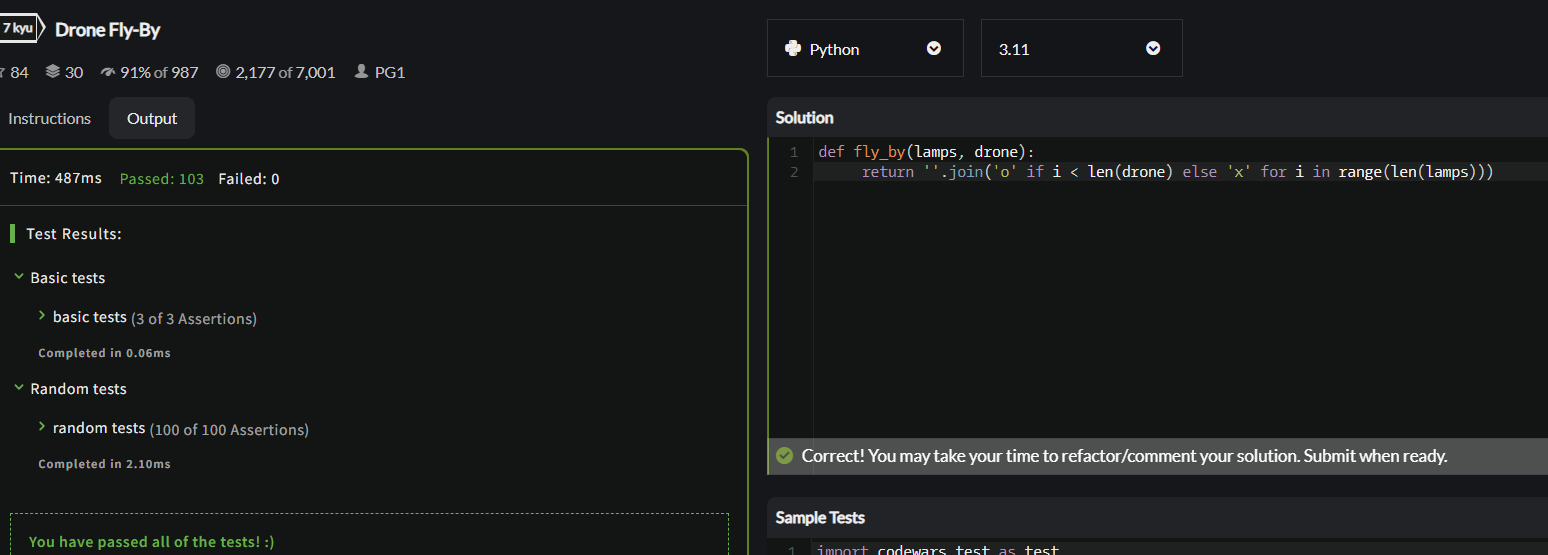 7 kyu Drone Fly-By
84 30 91% of 987 2,177 of 7,001 PG1
Instructions Output
Time: 487ms Passed: 103 Failed: 0
Test Results:
Basic tests
basic tests (3 of 3 Assertions)
Completed in 0.06ms
Random tests
random tests (100 of 100 Assertions)
Completed in 2.10ms
You have passed all of the tests! :)
Python 3.11
Solution
1 def fly_by(lamps, drone):
2 return ''.join('o' if i < len(drone) else 'x' for i in range(len(lamps)))
Correct! You may take your time to refactor/comment your solution. Submit when ready.
Sample Tests
1 import codewars_test as test